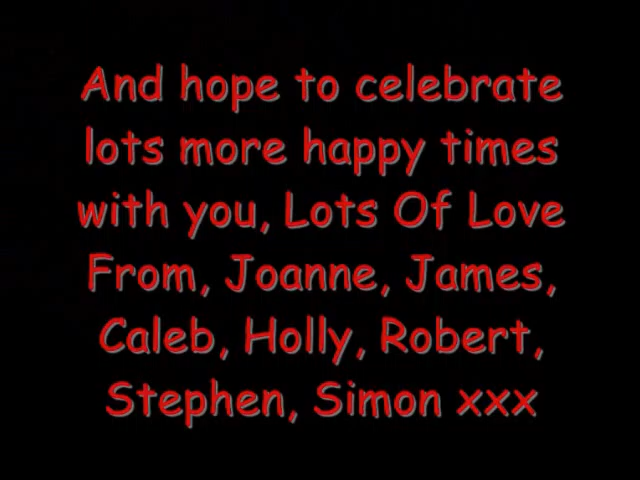 And hope to celebrate
lots more happy times
with you, Lots Of Love
From, Joanne, James,
Caleb, Holly, Robert,
Stephen, Simon xxx